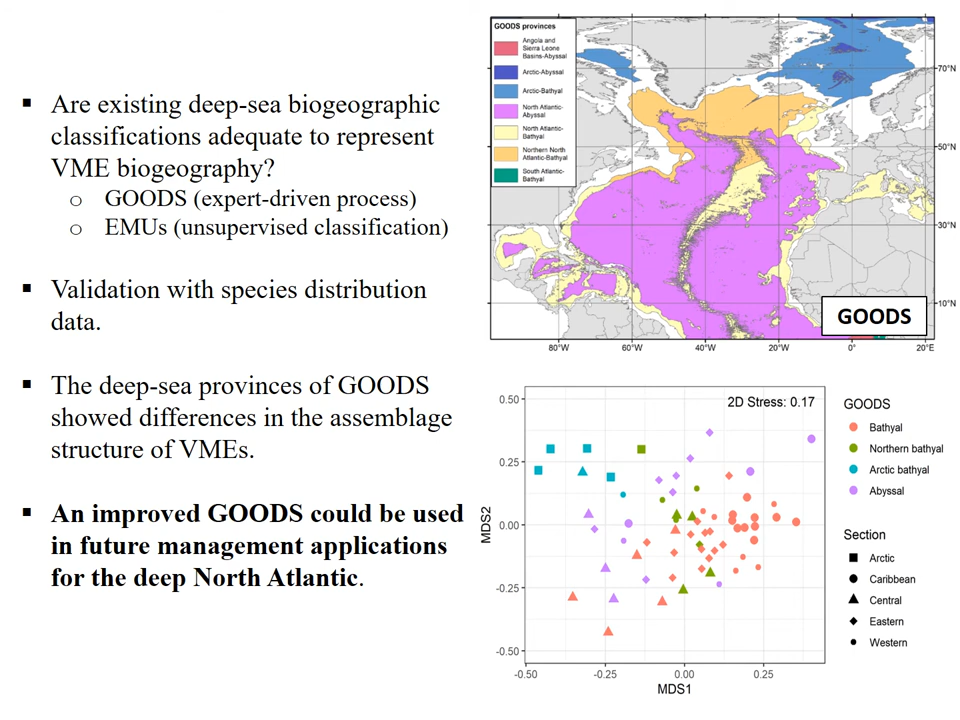 ▪ Are existing deep-sea biogeographic
classifications adequate to represent
VME biogeography?
o GOODS (expert-driven process)
o EMUs (unsupervised classification)
▪ Validation with species distribution
data.
▪ The deep-sea provinces of GOODS
showed differences in the assemblage
structure of VMEs.
▪ An improved GOODS could be used
in future management applications
for the deep North Atlantic.
GOODS provinces
Angola and
Sierra Leone
Basins-Abyssal
Arctic-Abyssal
Arctic-Bathyal
North Atlantic-
Abyssal
North Atlantic-
Bathyal
Northern North
Atlantic-Bathyal
South Atlantic-
Bathyal
70°N
50°N
30°N
10°N
GOODS
80°W 60°W 40°W 20°W 0° 20°E
2D Stress: 0.17
0.50
0.25
0.00
-0.25
-0.50
MDS2
-0.50 -0.25 0.00 0.25
MDS1
GOODS
Bathyal
Northern bathyal
Arctic bathyal
Abyssal
Section
Arctic
Caribbean
Central
Eastern
Western